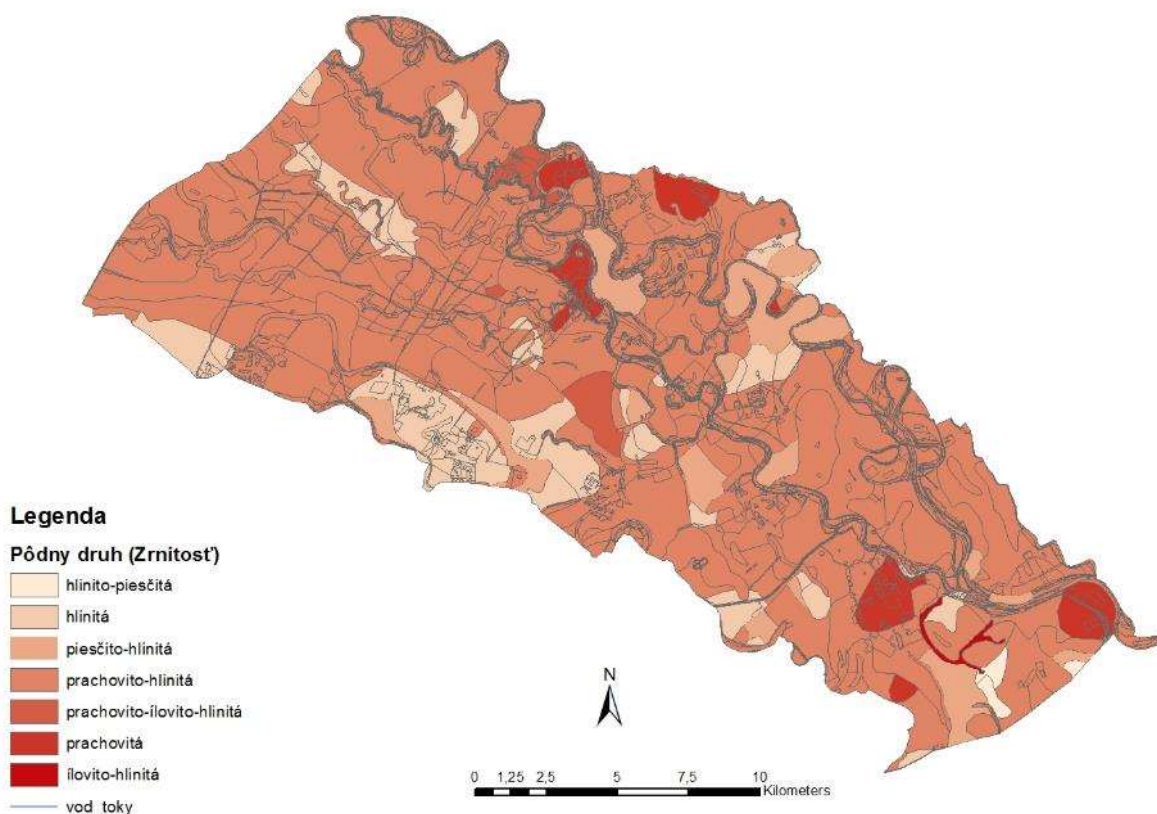 Legenda
Pôdny druh (Zrnitosť)
hlinito-piesčitá
hlinitá
piesčito-hlinitá
prachovito-hlinitá
prachovito-ílovito-hlinitá
prachovitá
ílovito-hlinitá
vod_toky
N
0 1,25 2,5 5 7,5 10
Kilometers